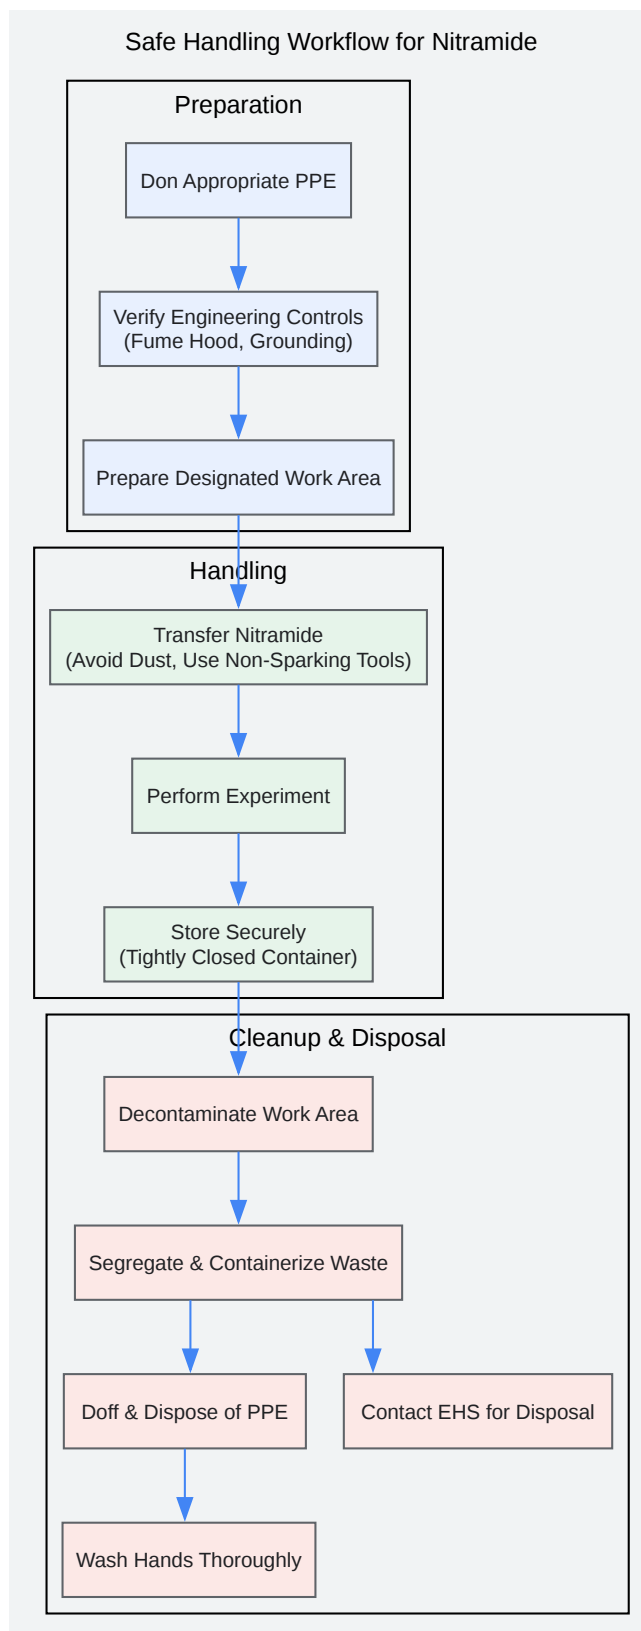 Safe Handling Workflow for Nitramide
Preparation
Don Appropriate PPE
Verify Engineering Controls
(Fume Hood, Grounding)
Prepare Designated Work Area
Handling
Transfer Nitramide
(Avoid Dust, Use Non-Sparking Tools)
Perform Experiment
Store Securely
(Tightly Closed Container)
Cleanup & Disposal
Decontaminate Work Area
Segregate & Containerize Waste
Doff & Dispose of PPE
Contact EHS for Disposal
Wash Hands Thoroughly